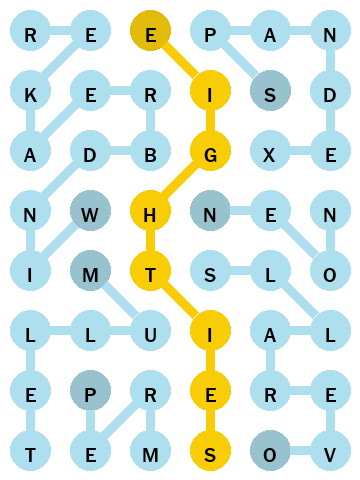 R E E P A N
K E R I S D
A D B G X E
N W H N E N
I M T S L O
L L U I A L
E P R E R E
T E M S O V